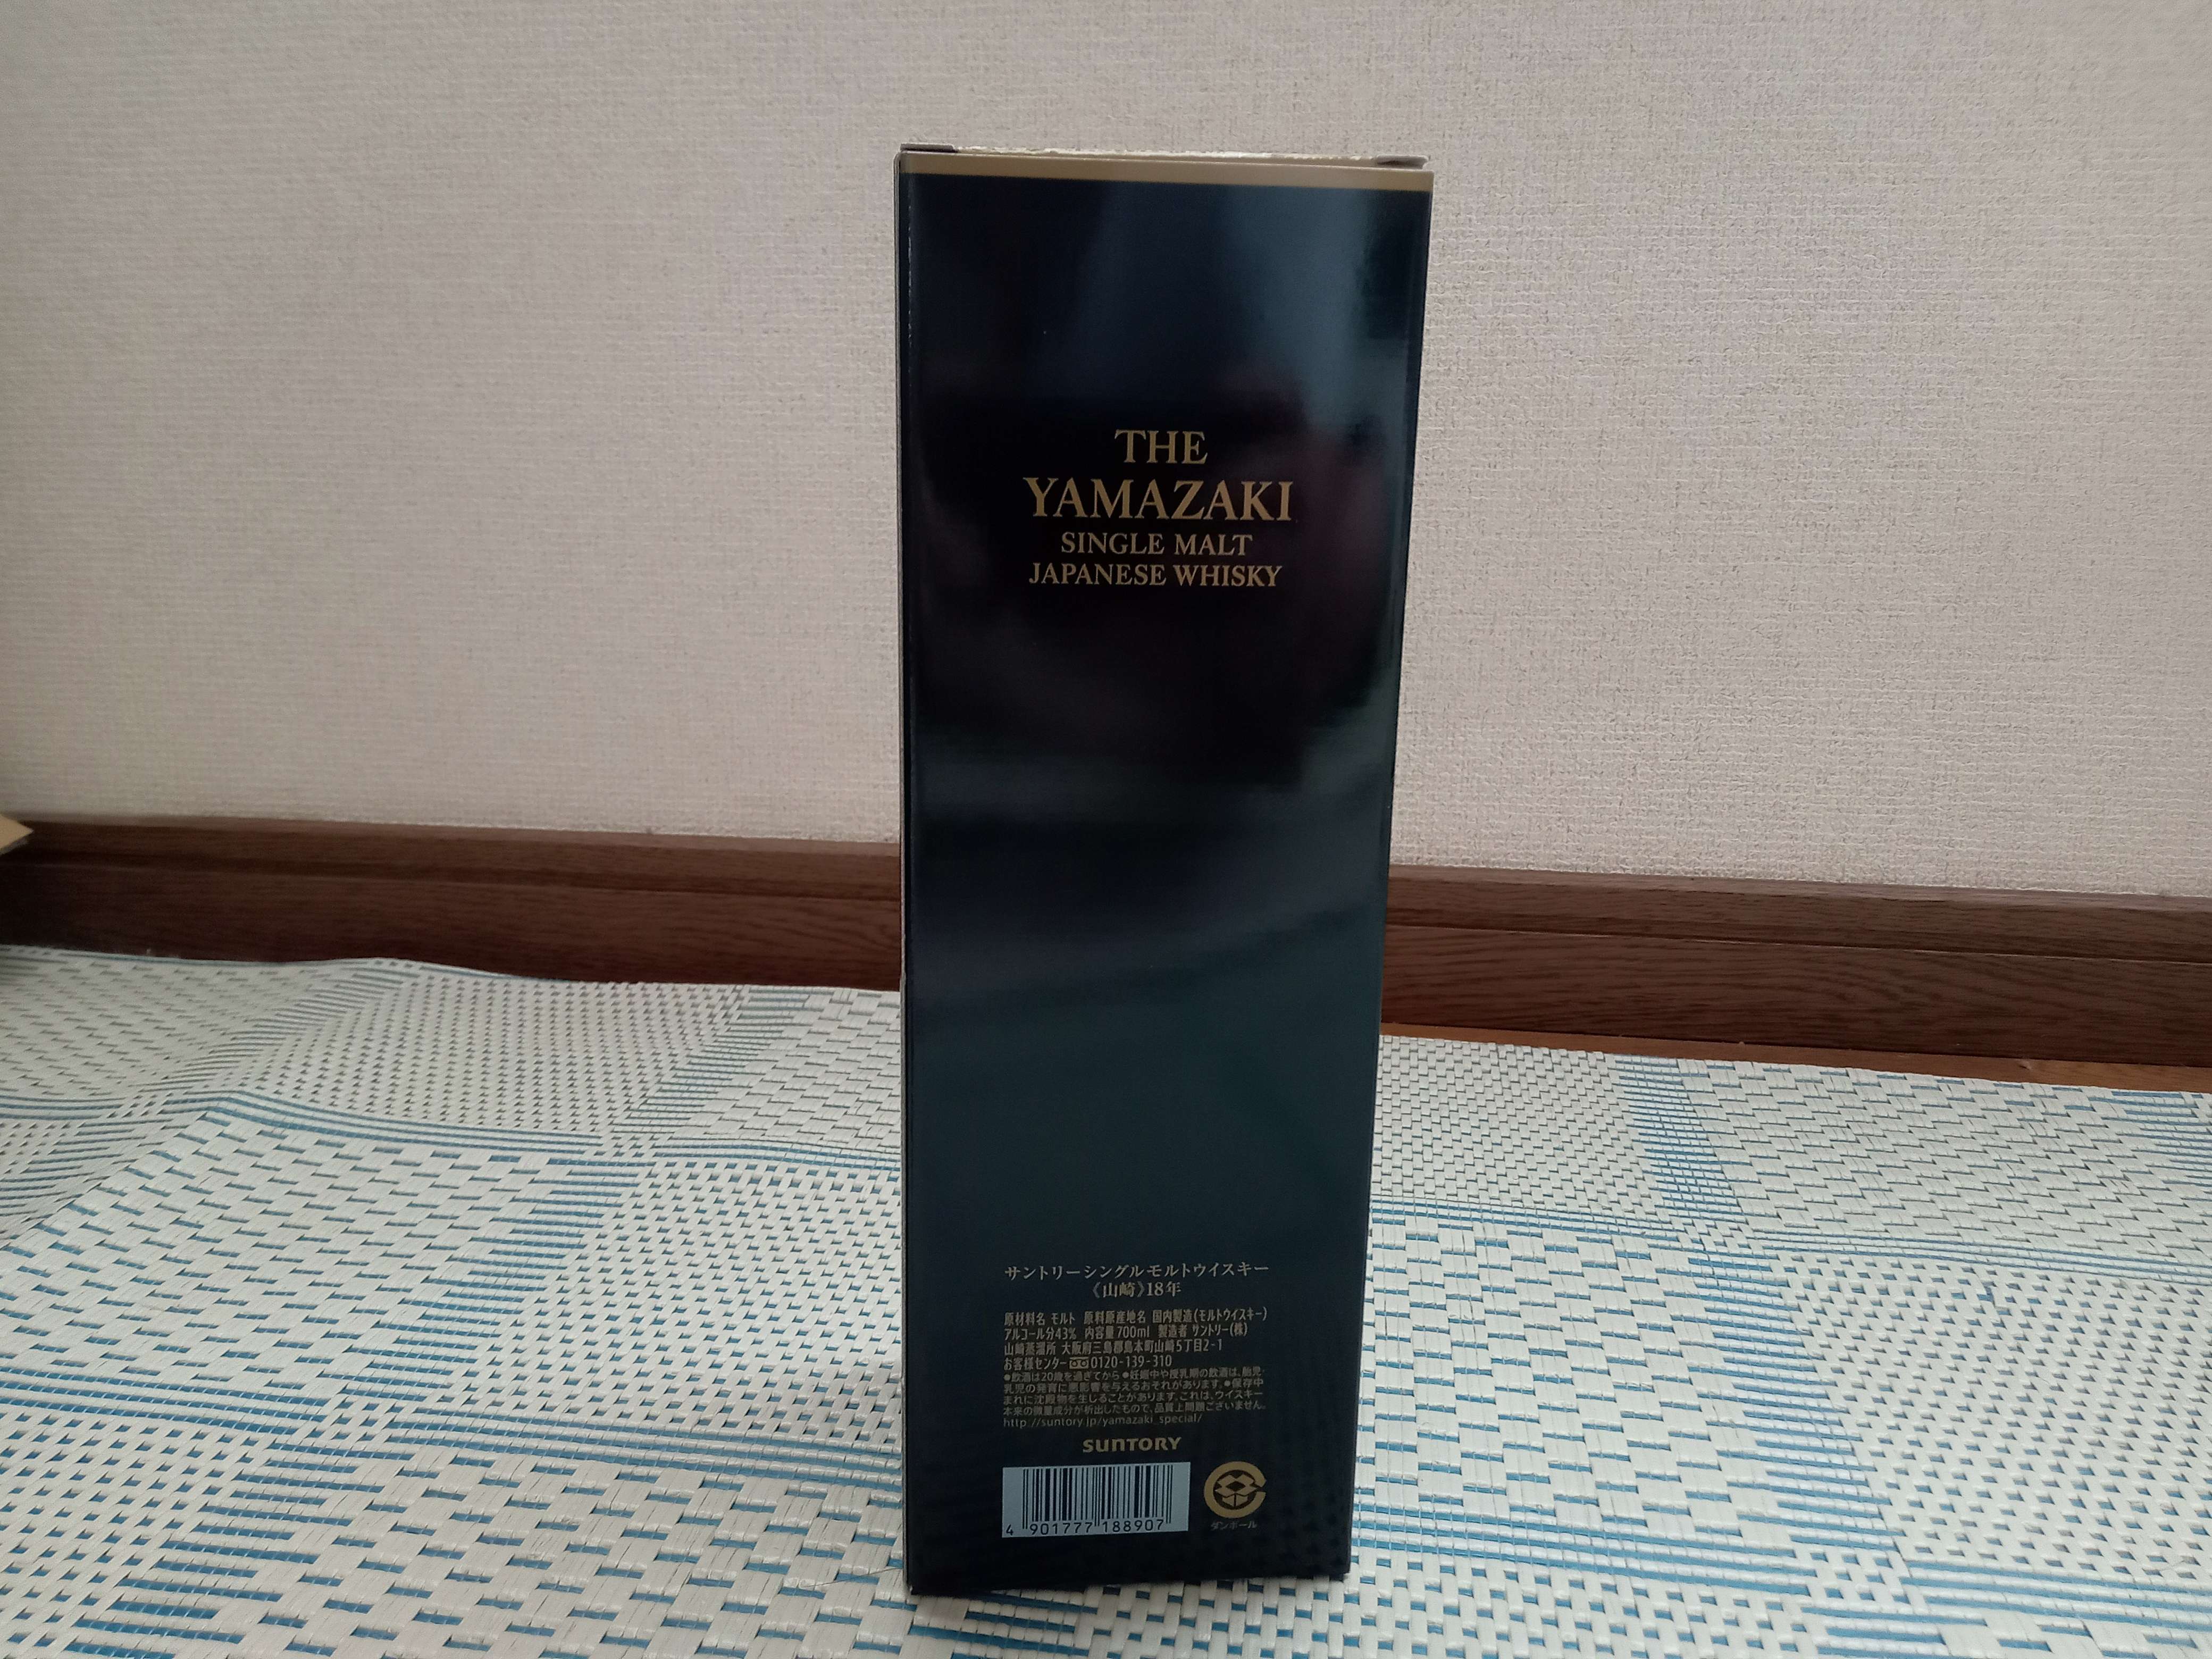 THE
YAMAZAKI
SINGLE MALT
JAPANESE WHISKY
サントリーシングルモルトウイスキー
《山崎》18年
原材料名 モルト 原料原産地名 国内製造(モルトウイスキー)
アルコール分43% 内容量700ml 製造者 サントリー(株)
山崎蒸溜所 大阪府三島郡島本町山崎5丁目2-1
お客様センター 0120-139-310
●飲酒は20歳を過ぎてから ●妊娠中や授乳期の飲酒は、胎児・
乳児の発育に悪影響を与えるおそれがあります。●保存中
まれに沈殿物を生じることがあります。これは、ウイスキー
本来の微量成分が析出したもので、品質上問題ございません。
http://suntory.jp/yamazaki_special/
SUNTORY
4 901777 188907
ダンボール